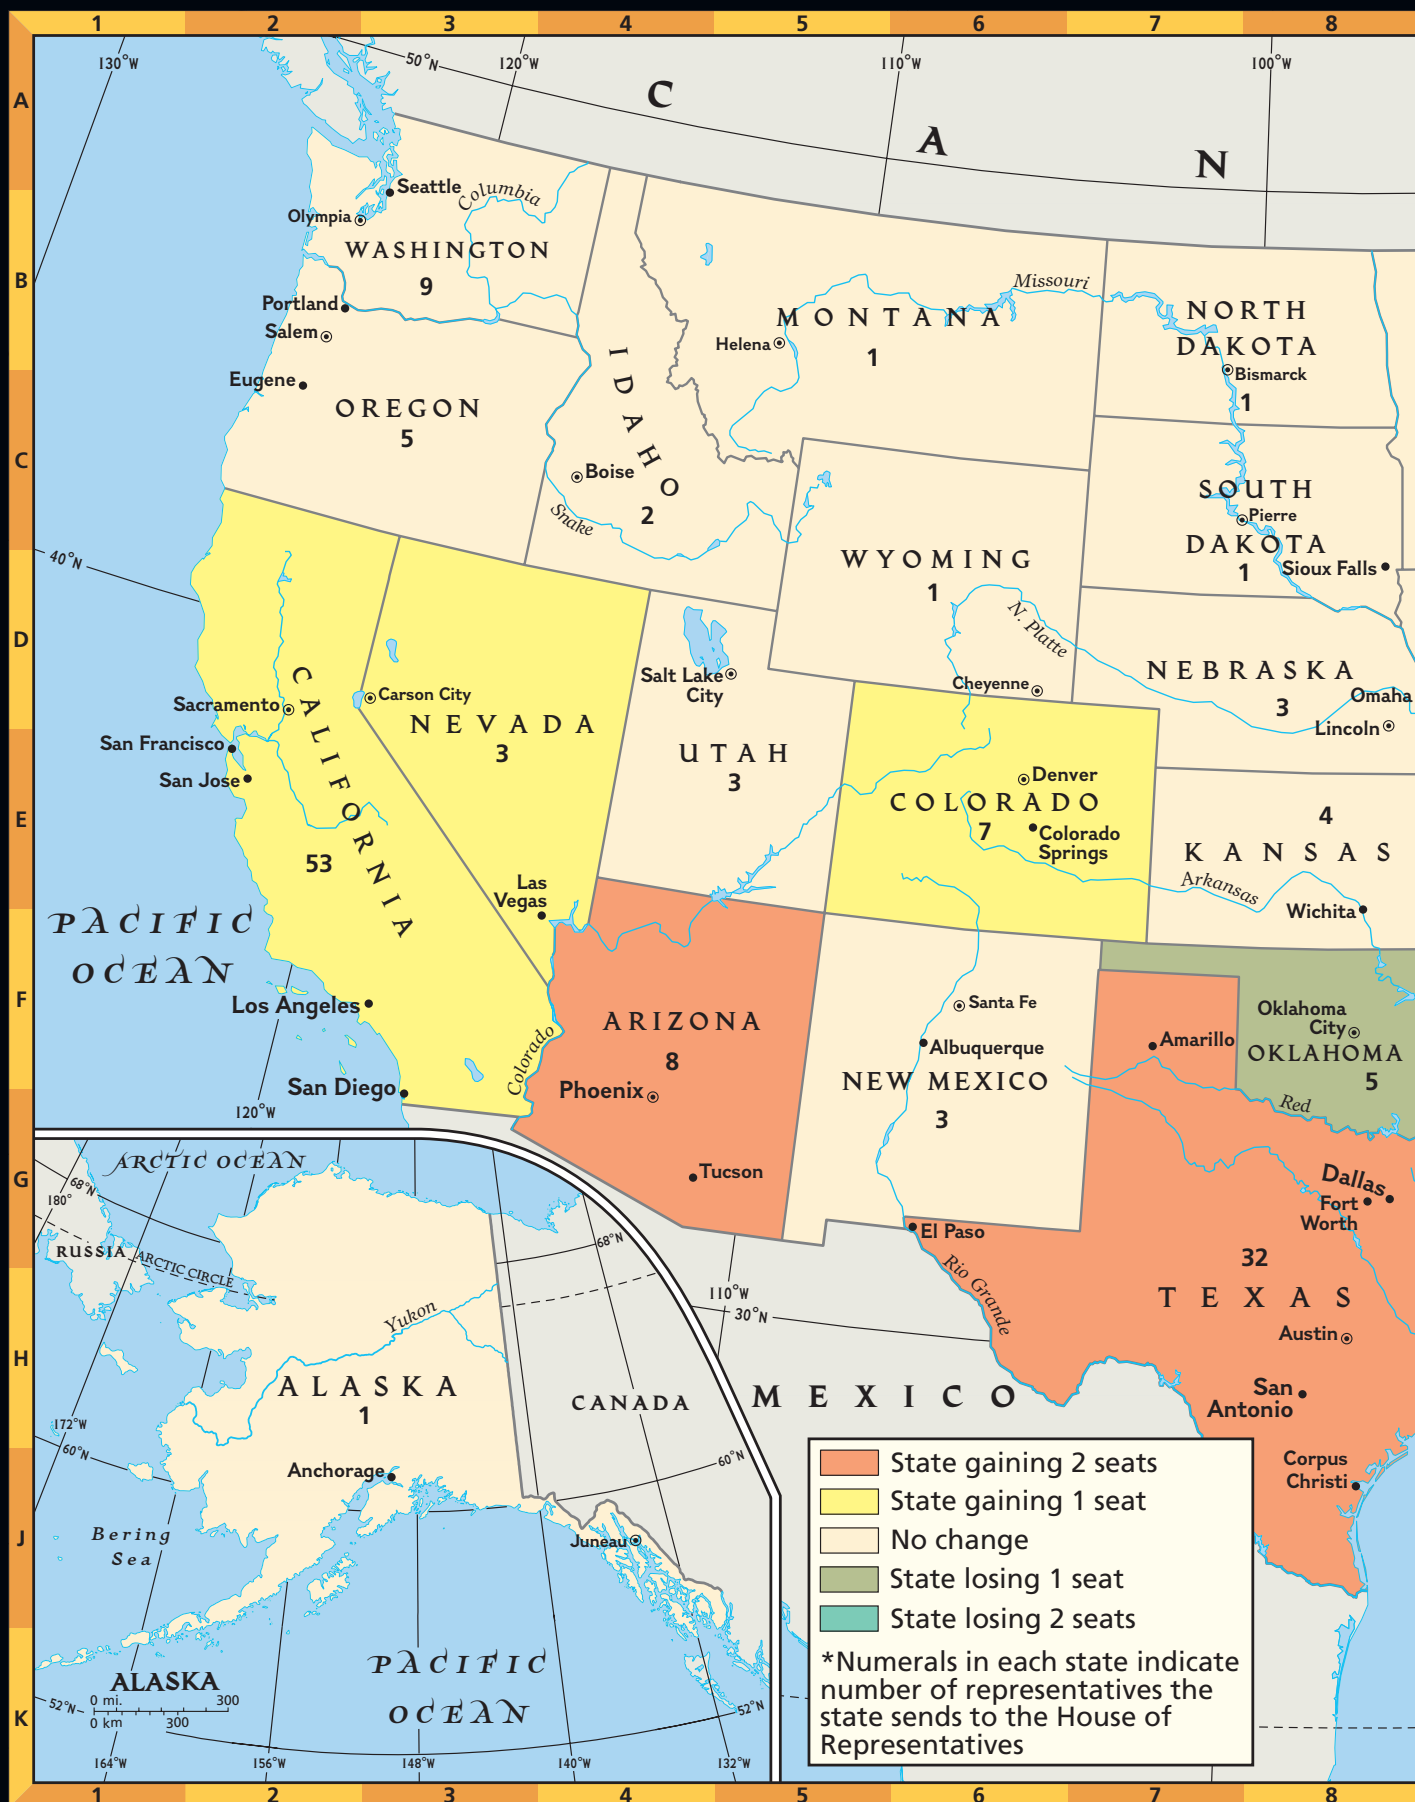 1 2 3 4 5 6 7 8
130°W
50°N
120°W
110°W
100°W
A
C A N
Seattle
Columbia
Olympia
WASHINGTON
9
B
Portland
Salem
Missouri
MONTANA
Helena
1
NORTH
DAKOTA
Bismarck
1
Eugene
OREGON
5
IDAHO
Boise
2
Snake
C
SOUTH
Pierre
DAKOTA
1
Sioux Falls
WYOMING
1
40°N
N. Platte
D
Salt Lake
City
Cheyenne
NEBRASKA
3
Omaha
Lincoln
Sacramento
Carson City
San Francisco
San Jose
CALIFORNIA
53
NEVADA
3
UTAH
3
Denver
COLORADO
7
Colorado
Springs
E
4
KANSAS
Arkansas
Wichita
Las
Vegas
PACIFIC
OCEAN
F
Los Angeles
San Diego
Colorado
ARIZONA
8
Phoenix
Tucson
Santa Fe
Albuquerque
NEW MEXICO
3
Amarillo
Oklahoma
City
OKLAHOMA
5
Red
120°W
G
ARCTIC OCEAN
68°N
180°
RUSSIA
ARCTIC CIRCLE
68°N
El Paso
Rio Grande
Dallas
Fort
Worth
32
TEXAS
Austin
110°W
30°N
H
Yukon
ALASKA
1
CANADA
MEXICO
San
Antonio
172°W
60°N
60°N
Anchorage
Corpus
Christi
J
Bering
Sea
Juneau
State gaining 2 seats
State gaining 1 seat
No change
State losing 1 seat
State losing 2 seats
*Numerals in each state indicate
number of representatives the
state sends to the House of
Representatives
PACIFIC
OCEAN
K
ALASKA
0 mi. 300
0 km 300
52°N
52°N
164°W
156°W
148°W
140°W
132°W
1 2 3 4 5 6 7 8